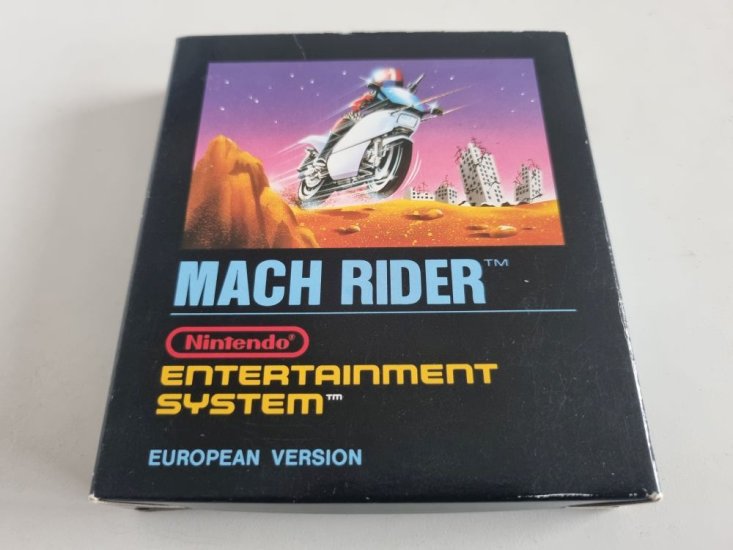 MACH RIDER™
Nintendo®
ENTERTAINMENT
SYSTEM™
EUROPEAN VERSION